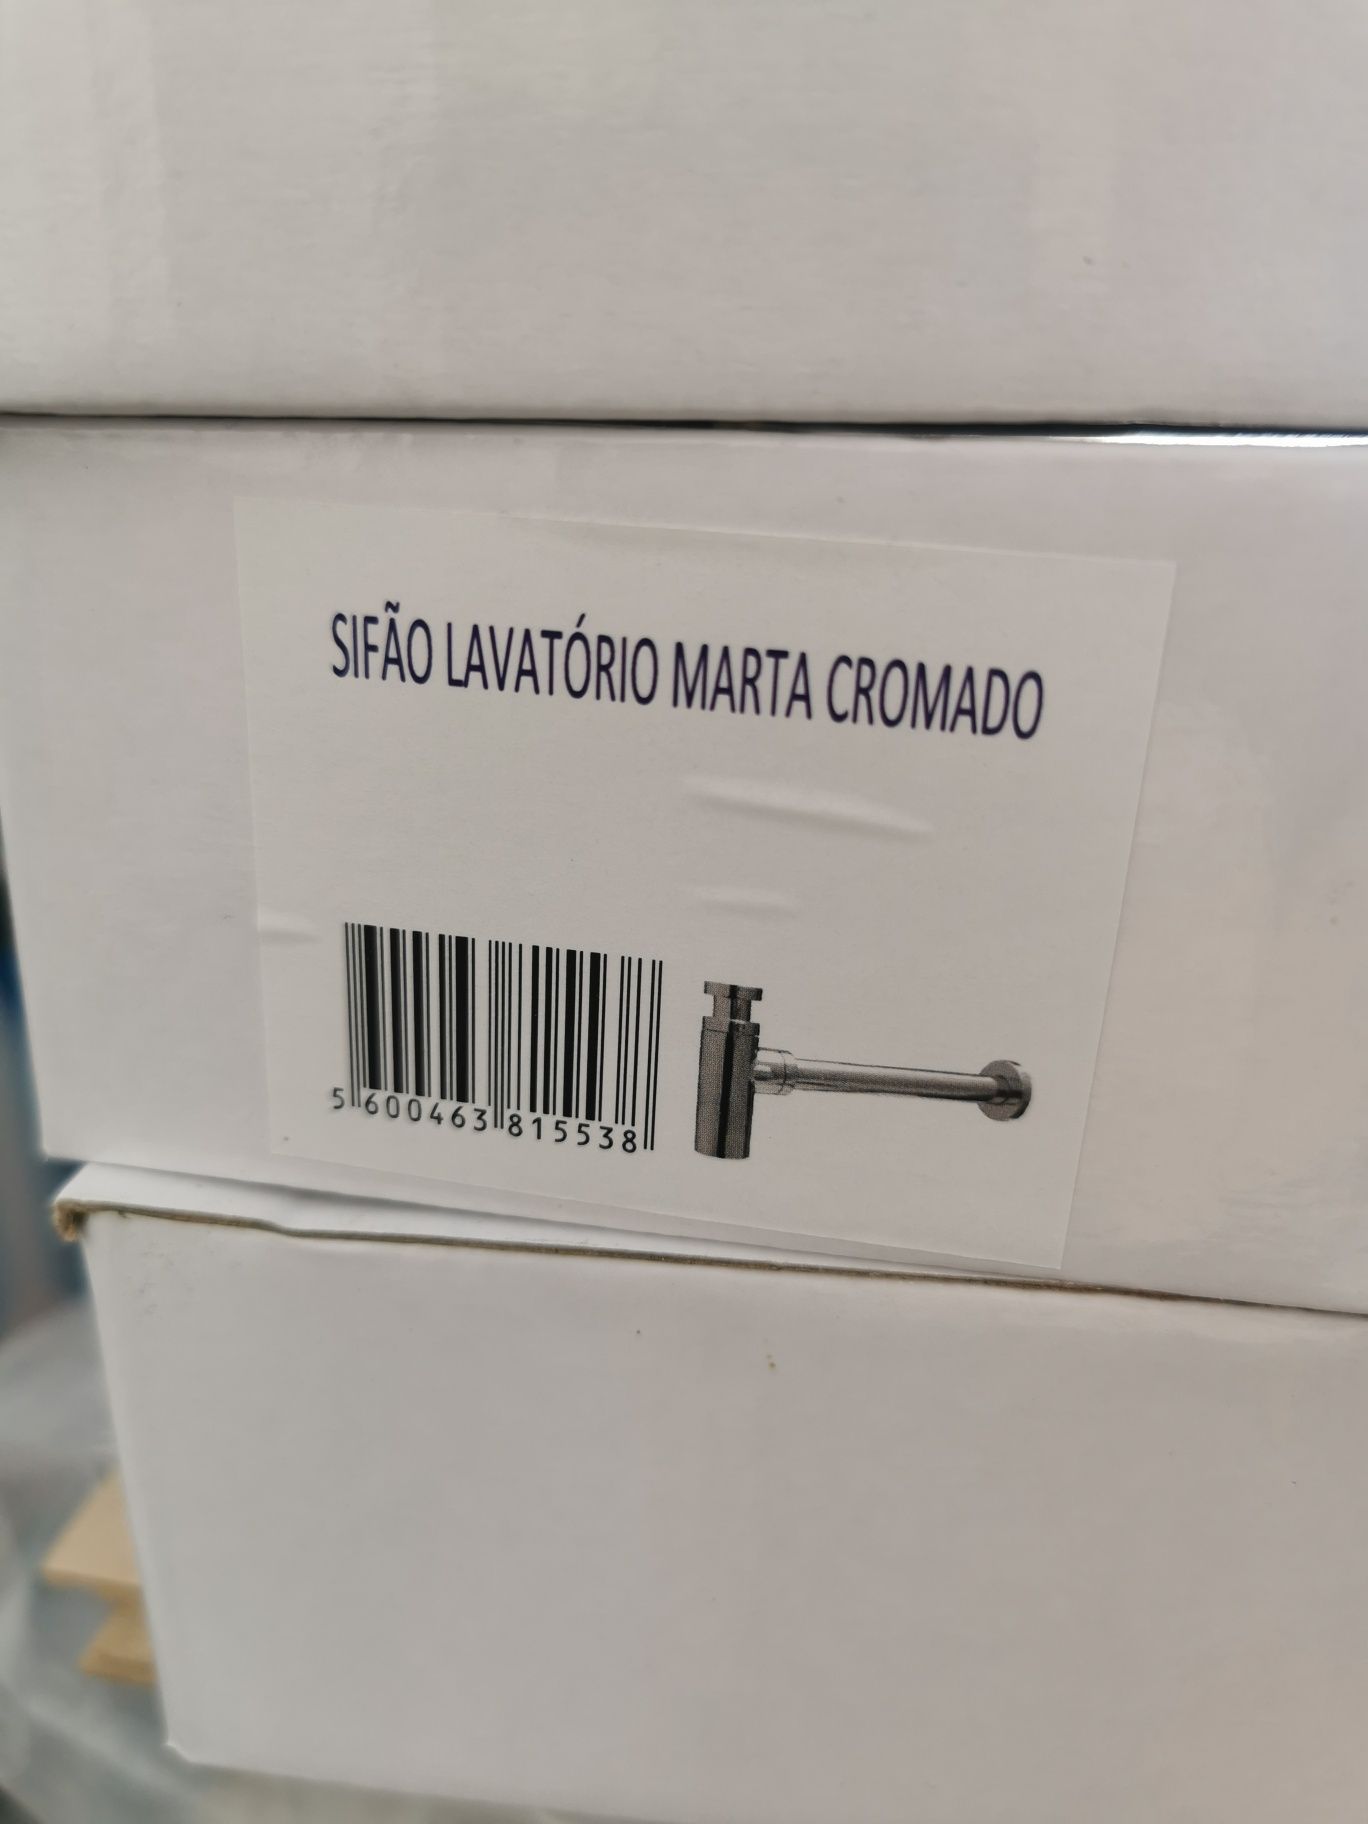 SIFÃO LAVATÓRIO MARTA CROMADO
5 600463 815538